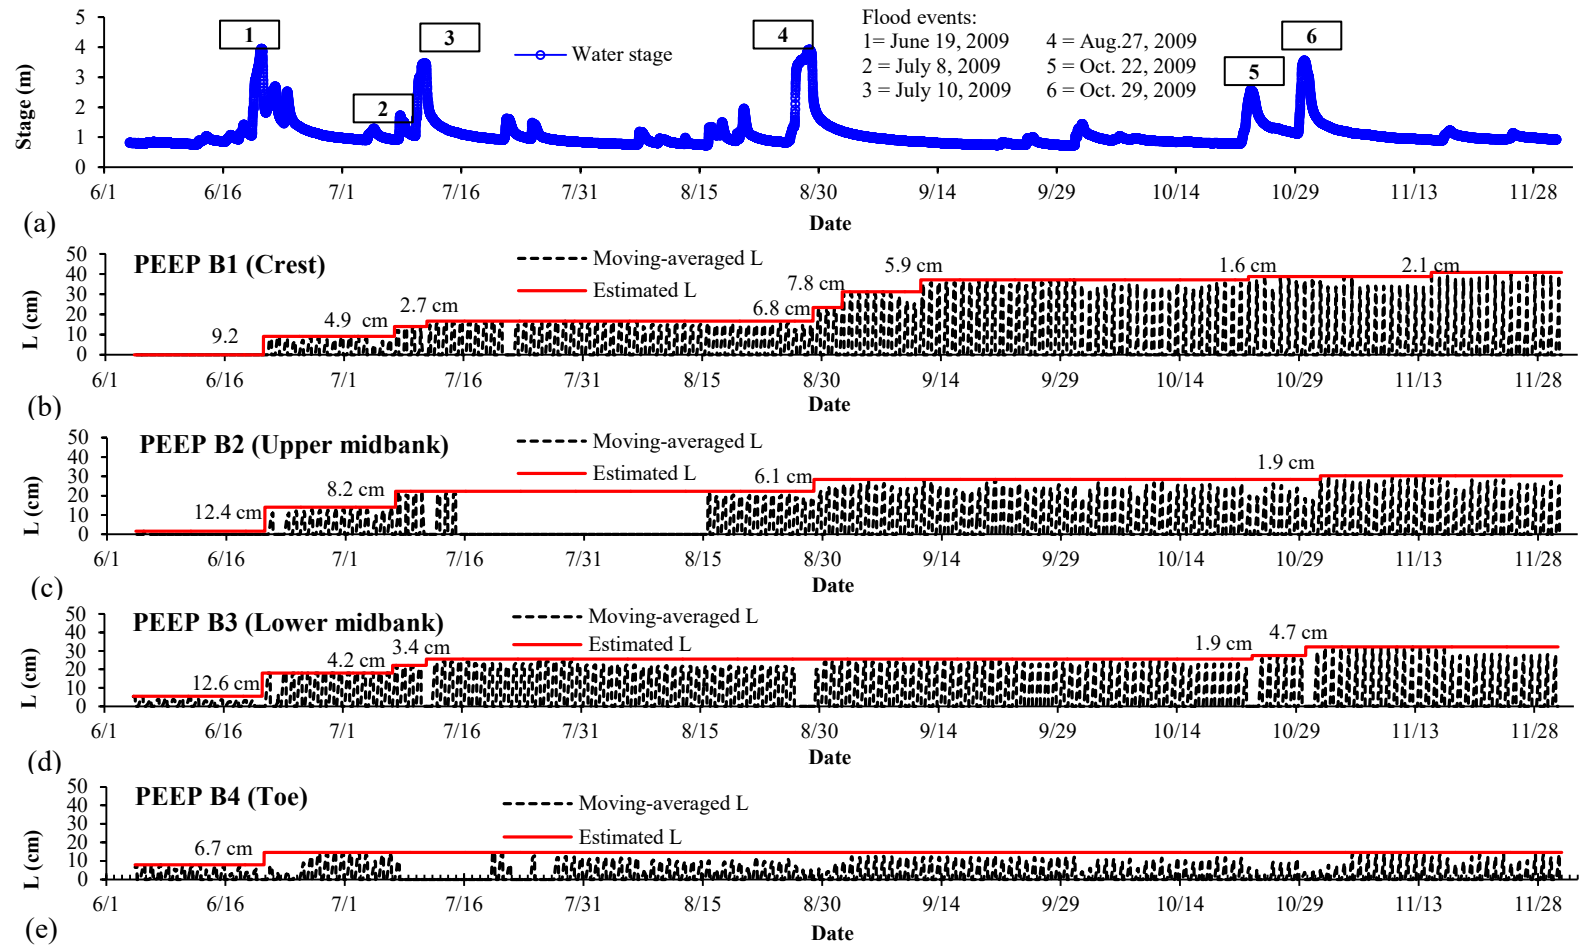 5
4
3
2
1
0
Stage (m)
1
2
3
4
5
6
Water stage
Flood events:
1= June 19, 2009
4 = Aug.27, 2009
2 = July 8, 2009
5 = Oct. 22, 2009
3 = July 10, 2009
6 = Oct. 29, 2009
6/1 6/16 7/1 7/16 7/31 8/15 8/30 9/14 9/29 10/14 10/29 11/13 11/28
Date
(a)
50
40
30
20
10
0
L (cm)
PEEP B1 (Crest)
Moving-averaged L
Estimated L
9.2
4.9 cm
2.7 cm
6.8 cm
7.8 cm
5.9 cm
1.6 cm
2.1 cm
6/1 6/16 7/1 7/16 7/31 8/15 8/30 9/14 9/29 10/14 10/29 11/13 11/28
Date
(b)
50
40
30
20
10
0
L (cm)
PEEP B2 (Upper midbank)
Moving-averaged L
Estimated L
12.4 cm
8.2 cm
6.1 cm
1.9 cm
6/1 6/16 7/1 7/16 7/31 8/15 8/30 9/14 9/29 10/14 10/29 11/13 11/28
Date
(c)
50
40
30
20
10
0
L (cm)
PEEP B3 (Lower midbank)
Moving-averaged L
Estimated L
12.6 cm
4.2 cm
3.4 cm
1.9 cm
4.7 cm
6/1 6/16 7/1 7/16 7/31 8/15 8/30 9/14 9/29 10/14 10/29 11/13 11/28
Date
(d)
50
40
30
20
10
0
L (cm)
PEEP B4 (Toe)
Moving-averaged L
Estimated L
6.7 cm
6/1 6/16 7/1 7/16 7/31 8/15 8/30 9/14 9/29 10/14 10/29 11/13 11/28
Date
(e)